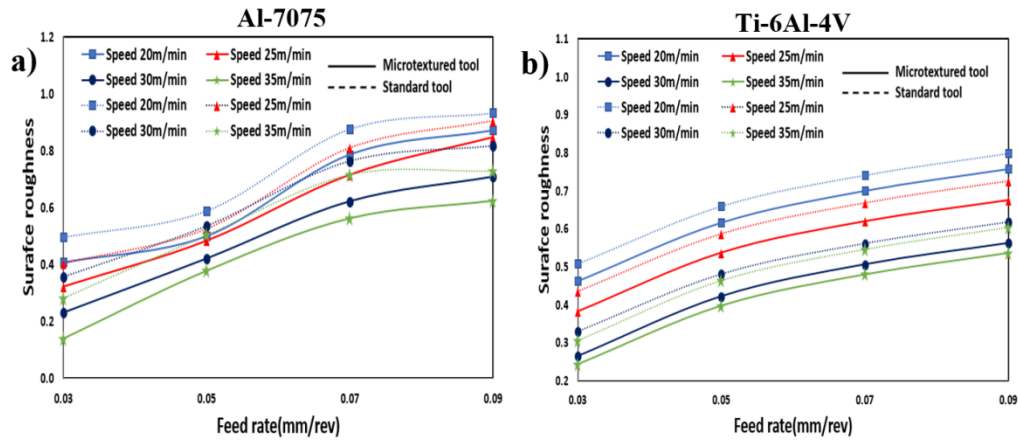 Al-7075
a)
Speed 20m/min Speed 25m/min
Speed 30m/min Speed 35m/min
Speed 20m/min Speed 25m/min
Speed 30m/min Speed 35m/min
Microtextured tool
Standard tool
Surafce roughness
1.2
1.0
0.8
0.6
0.4
0.2
0.0
0.03 0.05 0.07 0.09
Feed rate(mm/rev)
Ti-6Al-4V
b)
Speed 20m/min Speed 25m/min
Speed 30m/min Speed 35m/min
Speed 20m/min Speed 25m/min
Speed 30m/min Speed 35m/min
Microtextured tool
Standard tool
Surafce roughness
1.1
1.0
0.9
0.8
0.7
0.6
0.5
0.4
0.3
0.2
0.03 0.05 0.07 0.09
Feed rate(mm/rev)